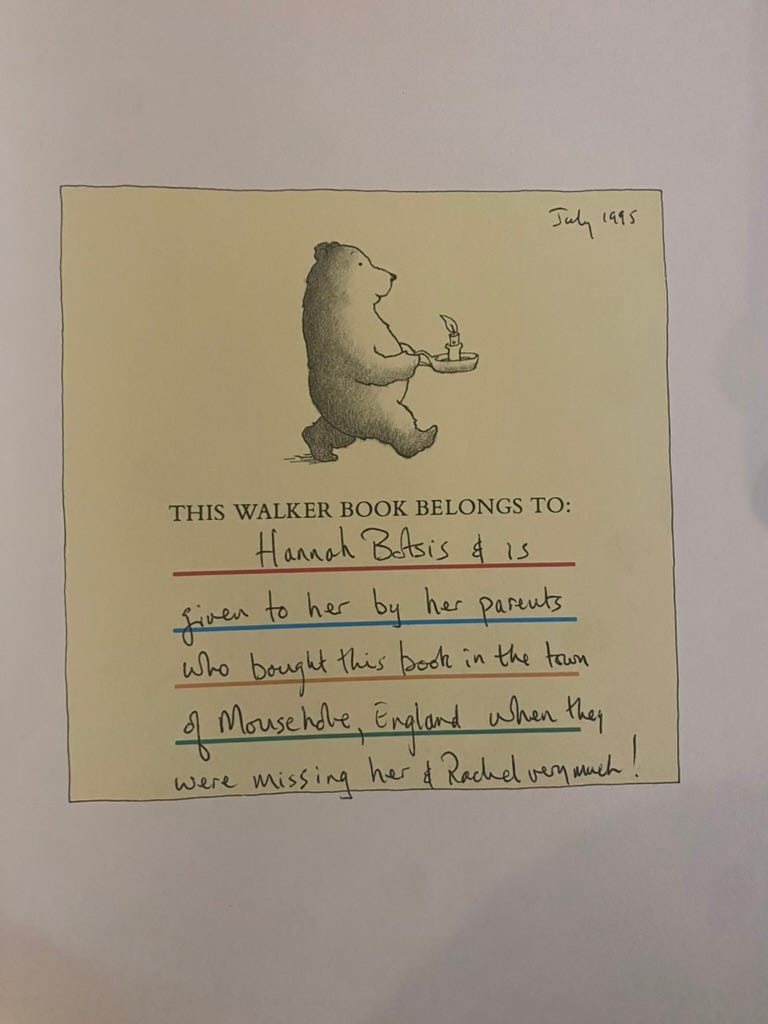 July 1995
THIS WALKER BOOK BELONGS TO:
Hannah Botsis & is
given to her by her parents
who bought this book in the town
of Mousehole, England when they
were missing her & Rachel very much!